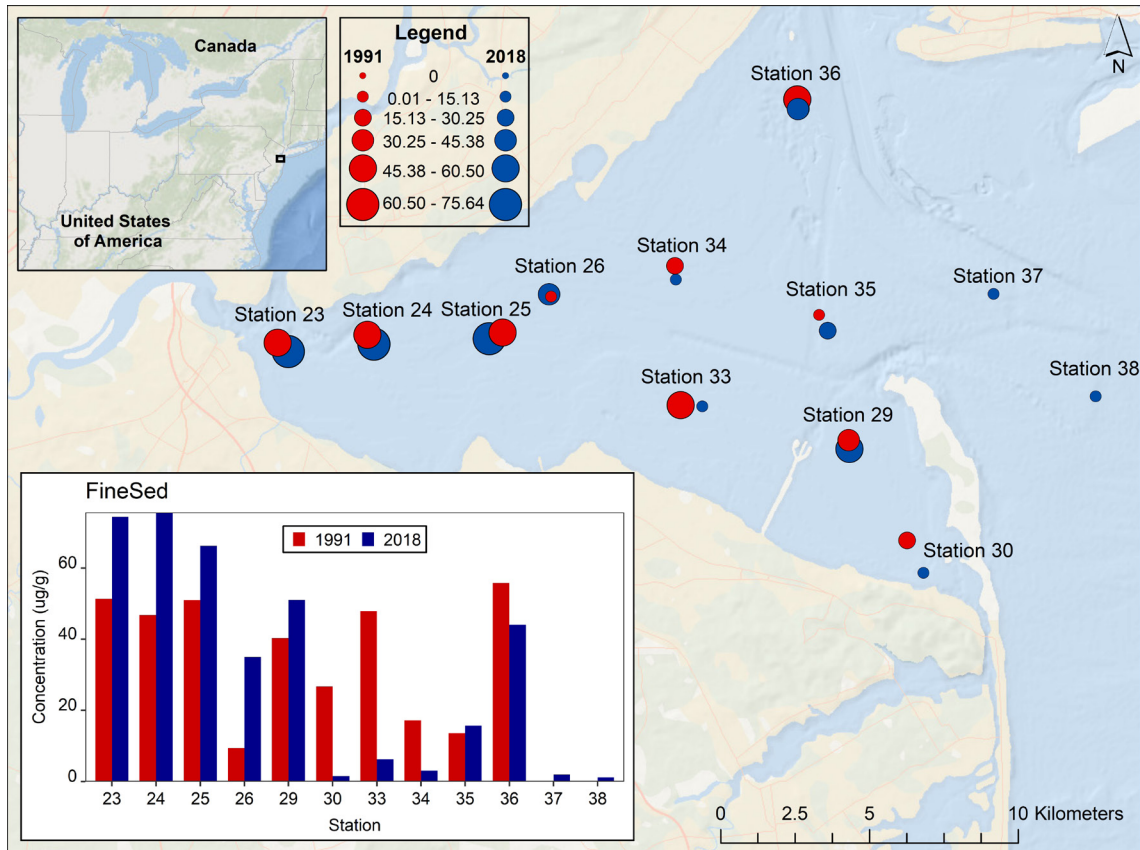 Canada
United States
of America
Legend
1991 2018
0
0.01 - 15.13
15.13 - 30.25
30.25 - 45.38
45.38 - 60.50
60.50 - 75.64
N
Station 36
Station 34
Station 26
Station 37
Station 35
Station 23
Station 24
Station 25
Station 33
Station 38
Station 29
Station 30
FineSed
1991 2018
Concentration (ug/g)
60
40
20
0
23 24 25 26 29 30 33 34 35 36 37 38
Station
0 2.5 5 10 Kilometers